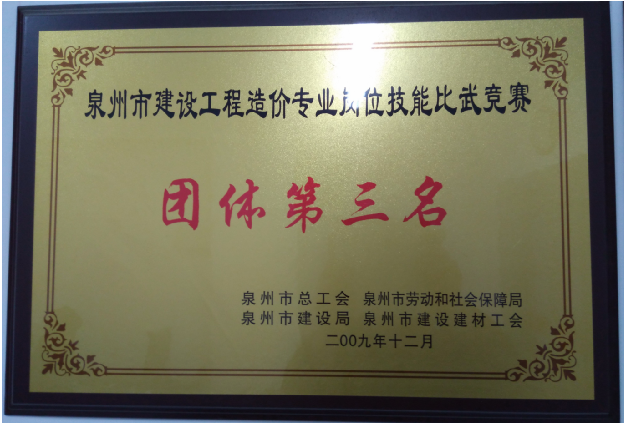 泉州市建设工程造价专业岗位技能比武竞赛
团体第三名
泉州市总工会 泉州市劳动和社会保障局
泉州市建设局 泉州市建设建材工会
二00九年十二月